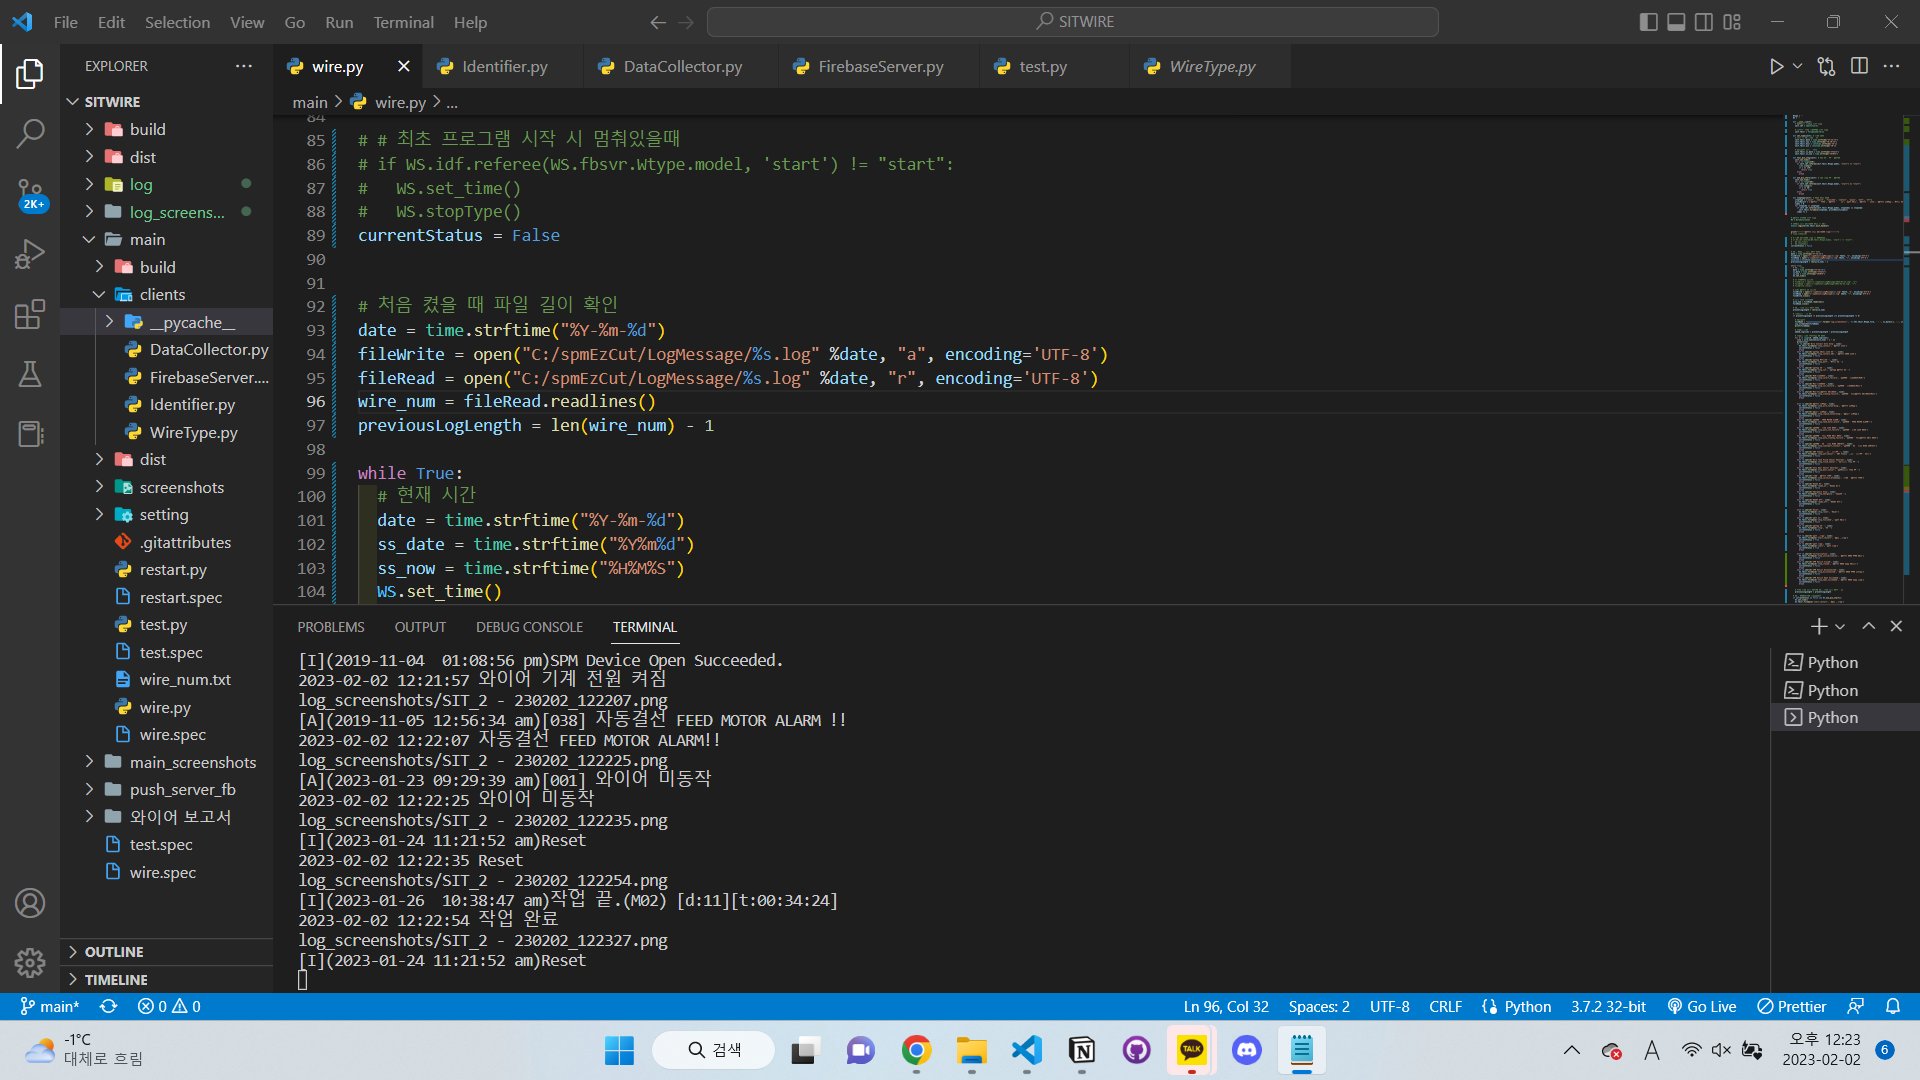 File Edit Selection View Go Run Terminal Help
SITWIRE
EXPLORER
wire.py Identifier.py DataCollector.py FirebaseServer.py test.py WireType.py
main > wire.py > ...
2K+
SITWIRE
build
dist
log
log_screens...
main
build
clients
__pycache__
DataCollector.py
FirebaseServer....
Identifier.py
WireType.py
dist
screenshots
setting
.gitattributes
restart.py
restart.spec
test.py
test.spec
wire_num.txt
wire.py
wire.spec
main_screenshots
push_server_fb
와이어 보고서
test.spec
wire.spec
OUTLINE
TIMELINE
84
85 # # 최초 프로그램 시작 시 멈춰있을때
86 # if WS.idf.referee(WS.fbsvr.Wtype.model, 'start') != "start":
87 #   WS.set_time()
88 #   WS.stopType()
89 currentStatus = False
90
91
92 # 처음 켰을 때 파일 길이 확인
93 date = time.strftime("%Y-%m-%d")
94 fileWrite = open("C:/spmEzCut/LogMessage/%s.log" %date, "a", encoding='UTF-8')
95 fileRead = open("C:/spmEzCut/LogMessage/%s.log" %date, "r", encoding='UTF-8')
96 wire_num = fileRead.readlines()
97 previousLogLength = len(wire_num) - 1
98
99 while True:
100   # 현재 시간
101   date = time.strftime("%Y-%m-%d")
102   ss_date = time.strftime("%Y%m%d")
103   ss_now = time.strftime("%H%M%S")
104   WS.set_time()
PROBLEMS OUTPUT DEBUG CONSOLE TERMINAL
[I](2019-11-04  01:08:56 pm)SPM Device Open Succeeded.
2023-02-02 12:21:57 와이어 기계 전원 켜짐
log_screenshots/SIT_2 - 230202_122207.png
[A](2019-11-05 12:56:34 am)[038] 자동결선 FEED MOTOR ALARM !!
2023-02-02 12:22:07 자동결선 FEED MOTOR ALARM!!
log_screenshots/SIT_2 - 230202_122225.png
[A](2023-01-23 09:29:39 am)[001] 와이어 미동작
2023-02-02 12:22:25 와이어 미동작
log_screenshots/SIT_2 - 230202_122235.png
[I](2023-01-24 11:21:52 am)Reset
2023-02-02 12:22:35 Reset
log_screenshots/SIT_2 - 230202_122254.png
[I](2023-01-26  10:38:47 am)작업 끝.(M02) [d:11][t:00:34:24]
2023-02-02 12:22:54 작업 완료
log_screenshots/SIT_2 - 230202_122327.png
[I](2023-01-24 11:21:52 am)Reset
Python
Python
Python
main* 0 0 Ln 96, Col 32 Spaces: 2 UTF-8 CRLF Python 3.7.2 32-bit Go Live Prettier
-1°C
대체로 흐림
검색
TALK
A
오후 12:23
2023-02-02
6